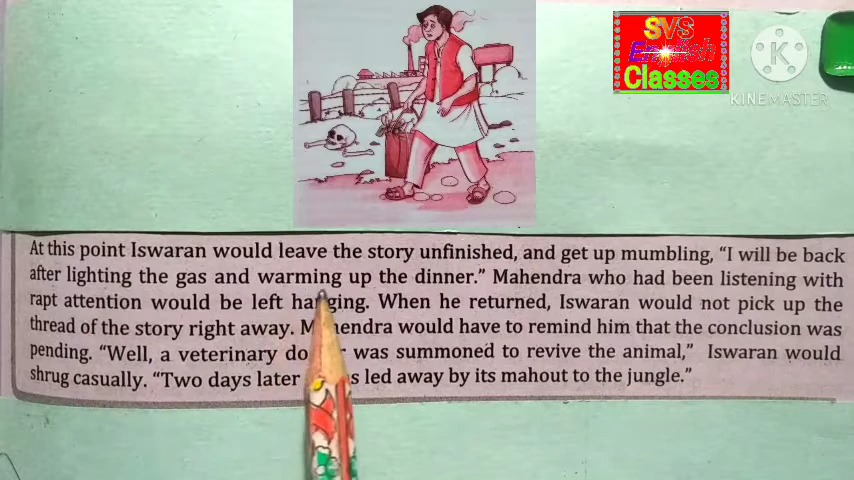 SVS
English
Classes
KINEMASTER
At this point Iswaran would leave the story unfinished, and get up mumbling, “I will be back
after lighting the gas and warming up the dinner.” Mahendra who had been listening with
rapt attention would be left hanging. When he returned, Iswaran would not pick up the
thread of the story right away. Mahendra would have to remind him that the conclusion was
pending. “Well, a veterinary was summoned to revive the animal,” Iswaran would
shrug casually. “Two days later led away by its mahout to the jungle.”